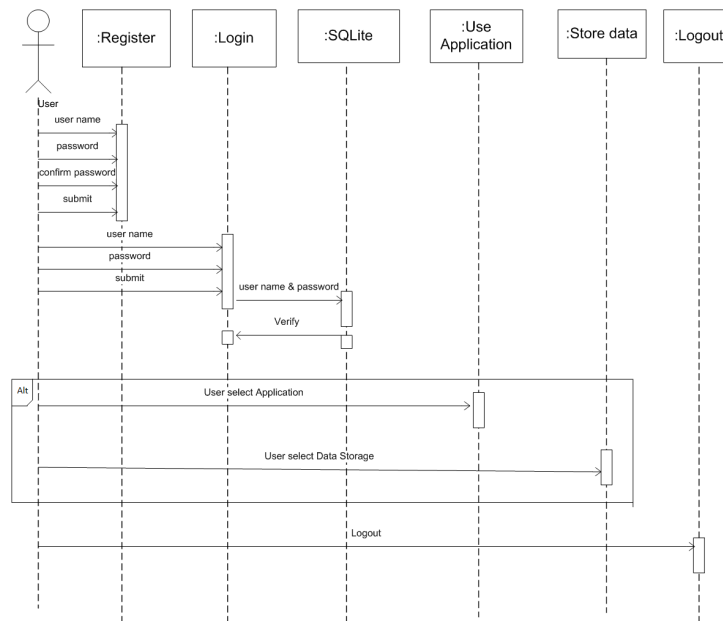 :Register
:Login
:SQLite
:Use
Application
:Store data
:Logout
User
user name
password
confirm password
submit
user name
password
submit
user name & password
Verify
Alt
User select Application
User select Data Storage
Logout